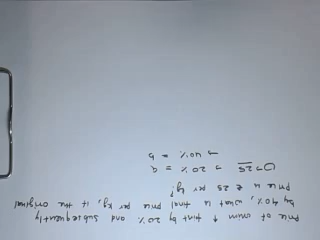 Price of onion ↑ first by 20% and subsequently
by 40%, what is final price per kg, if the original
Price is ₹ 25 per kg?
25 → 20% = a
→ 40% = b